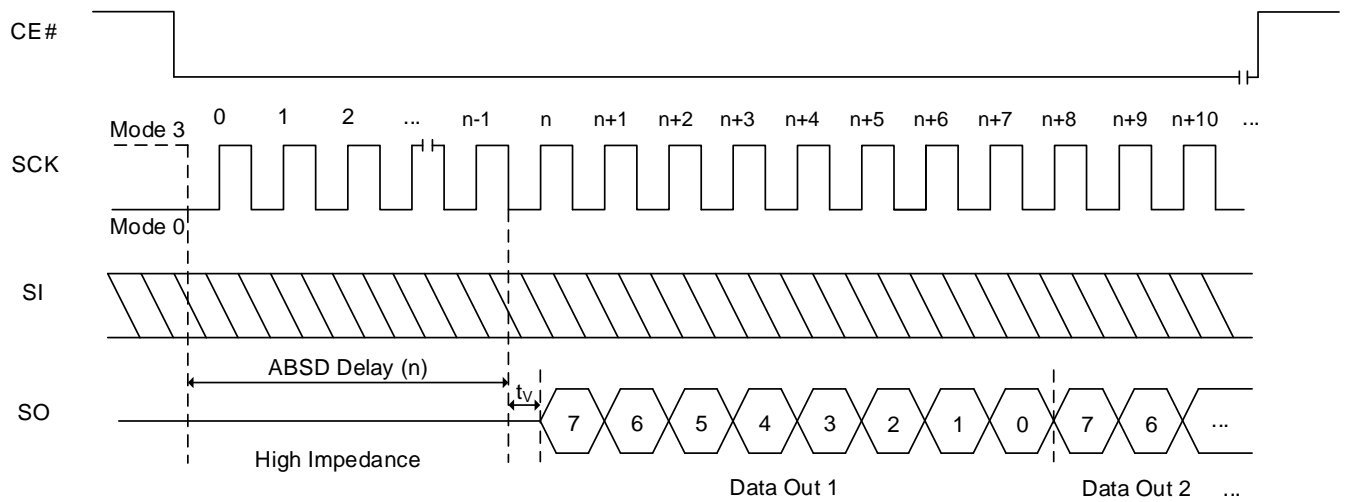 CE#
0 1 2 ... n-1 n n+1 n+2 n+3 n+4 n+5 n+6 n+7 n+8 n+9 n+10 ...
Mode 3
SCK
Mode 0
SI
ABSD Delay (n)
tV
SO
7 6 5 4 3 2 1 0 7 6 ...
High Impedance
Data Out 1 Data Out 2 ...